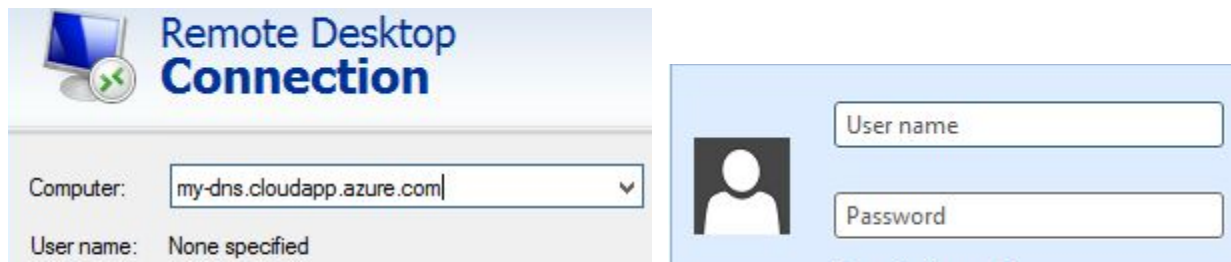 Remote Desktop
Connection
Computer: my-dns.cloudapp.azure.com
User name: None specified
User name
Password